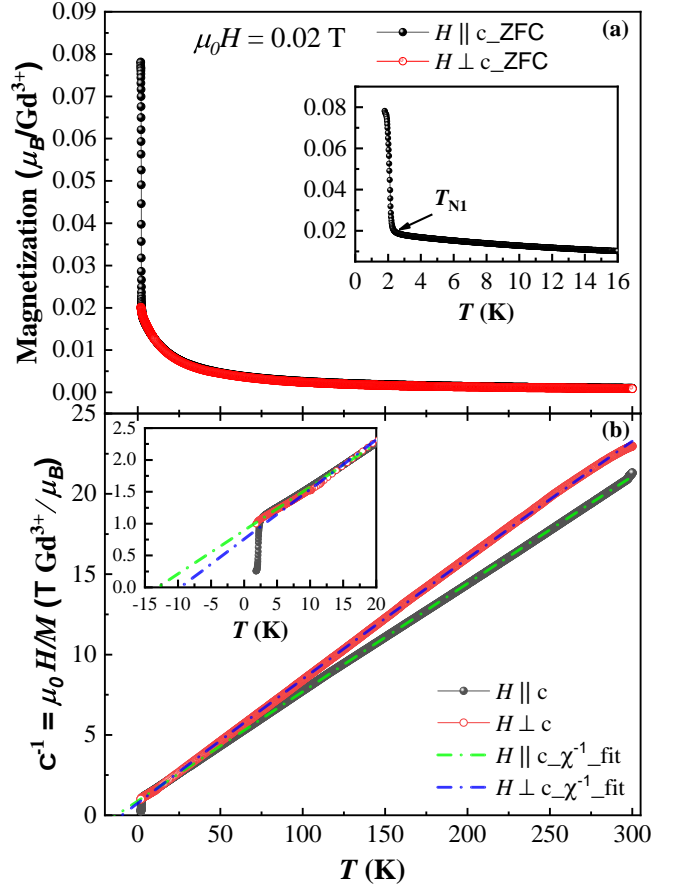 μ₀H = 0.02 T
H || c_ZFC
H ⊥ c_ZFC
(a)
Magnetization (μB/Gd³⁺)
0.09
0.08
0.07
0.06
0.05
0.04
0.03
0.02
0.01
0.00
0.08
0.06
0.04
0.02
TN1
0 2 4 6 8 10 12 14 16
T (K)
(b)
C⁻¹ = μ₀ H/M (T Gd³⁺/μB)
25
20
15
10
5
0
2.5
2.0
1.5
1.0
0.5
0.0
-15 -10 -5 0 5 10 15 20
T (K)
H || c
H ⊥ c
H || c_χ⁻¹_fit
H ⊥ c_χ⁻¹_fit
0 50 100 150 200 250 300
T (K)